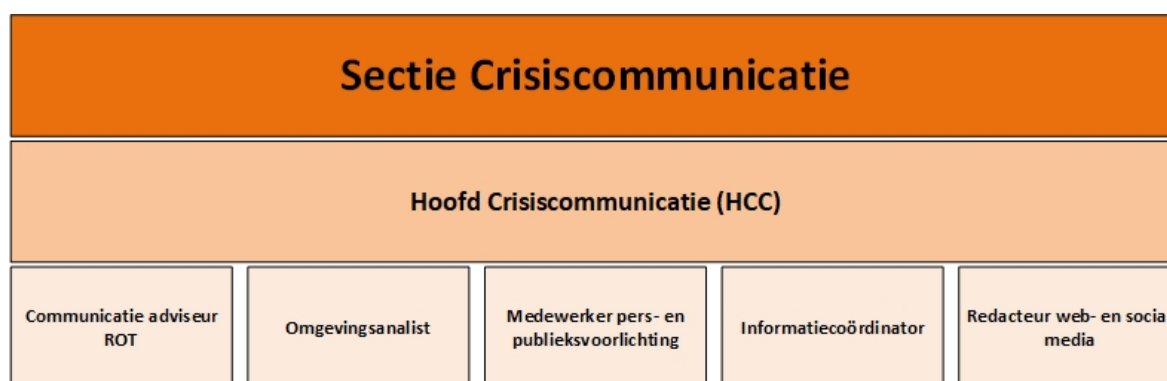 Sectie Crisiscommunicatie
Hoofd Crisiscommunicatie (HCC)
Communicatie adviseur
ROT
Omgevingsanalist
Medewerker pers- en
publieksvoorlichting
Informatiecoördinator
Redacteur web- en socia
media